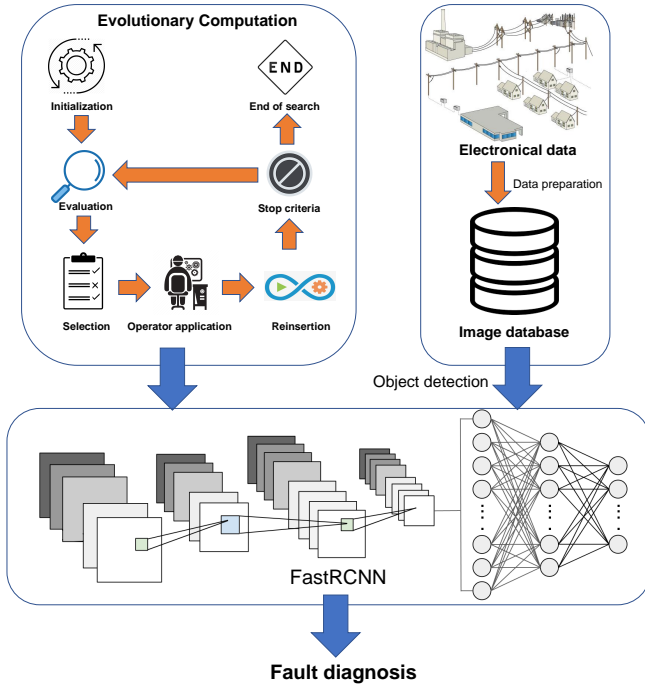 Evolutionary Computation
END
Initialization
End of search
Evaluation
Stop criteria
Selection
Operator application
Reinsertion
Electronical data
Data preparation
Image database
Object detection
FastRCNN
Fault diagnosis